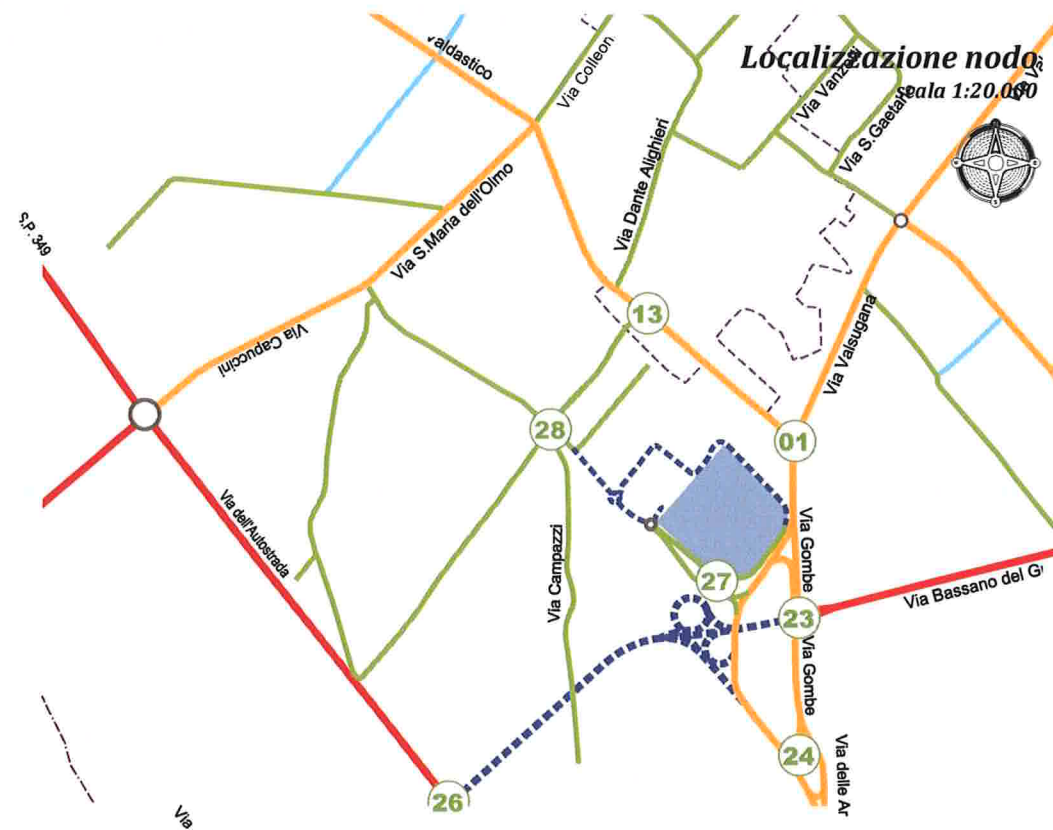 Localizzazione nodo
scala 1:20.000
Via Colleon
Via Vanzetti
Via S.Gaetano
Via Dante Alighieri
Via S.Maria dell'Olmo
S.P. 349
Via Capuccini
Via Valsugana
13
28
01
Via dell'Autostrada
Via Campazzi
Via Gombe
27
23
Via Bassano del G
Via Gombe
24
Via delle Ar
26
Via